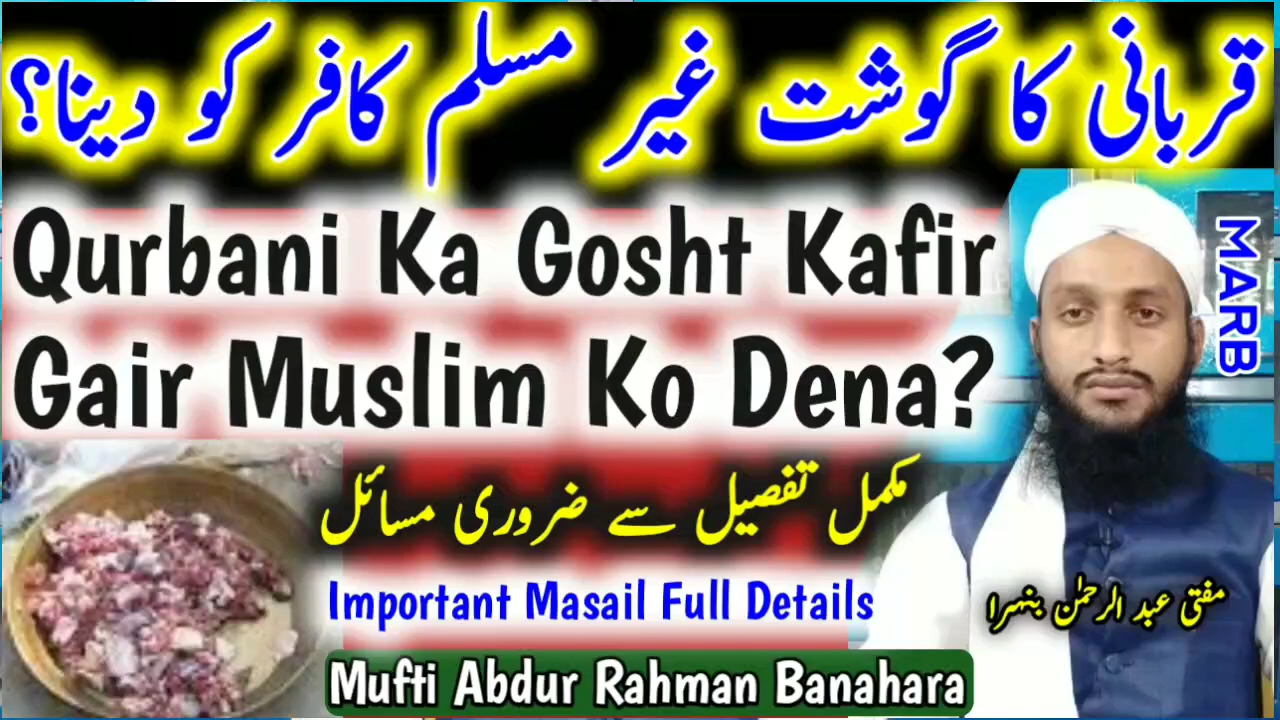 قربانی کا گوشت غیر مسلم کافر کو دینا؟
Qurbani Ka Gosht Kafir
Gair Muslim Ko Dena?
MARB
مکمل تفصیل سے ضروری مسائل
Important Masail Full Details
مفتی عبد الرحمٰن بنہرا
Mufti Abdur Rahman Banahara